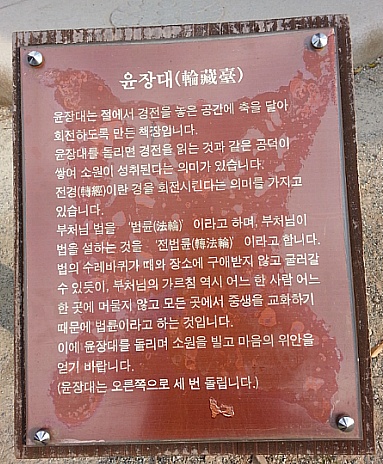 윤장대(輪藏臺)
윤장대는 절에서 경전을 놓은 공간에 축을 달아
회전하도록 만든 책장입니다.
윤장대를 돌리면 경전을 읽는 것과 같은 공덕이
쌓여 소원이 성취된다는 의미가 있습니다.
전경(轉經)이란 경을 회전시킨다는 의미를 가지고
있습니다.
부처님 법을 '법륜(法輪)' 이라고 하며, 부처님이
법을 설하는 것을 '전법륜(轉法輪)' 이라고 합니다.
법의 수레바퀴가 때와 장소에 구애받지 않고 굴러갈
수 있듯이, 부처님의 가르침 역시 어느 한 사람 어느
한 곳에 머물지 않고 모든 곳에서 중생을 교화하기
때문에 법륜이라고 하는 것입니다.
이에 윤장대를 돌리며 소원을 빌고 마음의 위안을
얻기 바랍니다.
(윤장대는 오른쪽으로 세 번 돌립니다.)